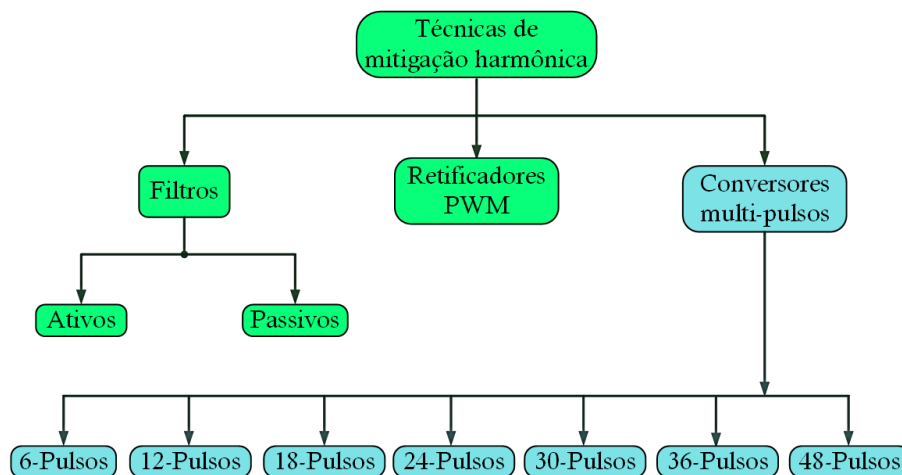 Técnicas de
mitigação harmônica
Filtros
Retificadores
PWM
Conversores
multi-pulsos
Ativos
Passivos
6-Pulsos
12-Pulsos
18-Pulsos
24-Pulsos
30-Pulsos
36-Pulsos
48-Pulsos